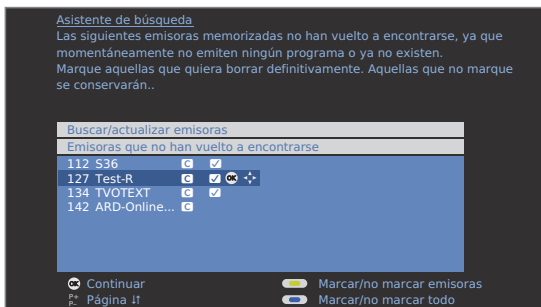 Asistente de búsqueda
Las siguientes emisoras memorizadas no han vuelto a encontrarse, ya que
momentáneamente no emiten ningún programa o ya no existen.
Marque aquellas que quiera borrar definitivamente. Aquellas que no marque
se conservarán..
Buscar/actualizar emisoras
Emisoras que no han vuelto a encontrarse
112 S36 C
127 Test-R C OK
134 TVOTEXT C
142 ARD-Online... C
OK Continuar
Marcar/no marcar emisoras
P+ P- Página ↓↑
Marcar/no marcar todo